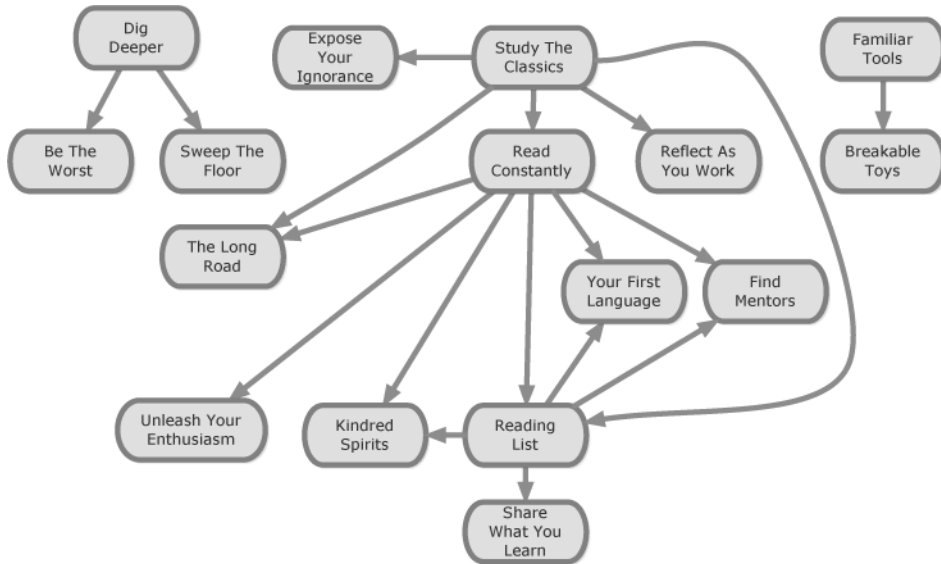 Dig
Deeper
Expose
Your
Ignorance
Study The
Classics
Familiar
Tools
Be The
Worst
Sweep The
Floor
Read
Constantly
Reflect As
You Work
Breakable
Toys
The Long
Road
Your First
Language
Find
Mentors
Unleash Your
Enthusiasm
Kindred
Spirits
Reading
List
Share
What You
Learn